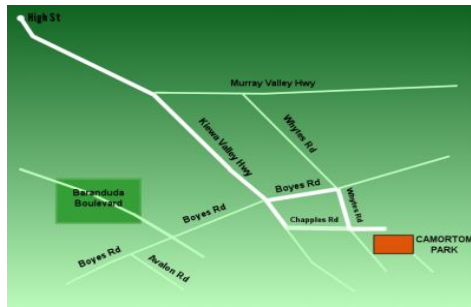 High St
Murray Valley Hwy
Kiewa Valley Hwy
Whytes Rd
Baranduda
Boulevard
Boyes Rd
Whytes Rd
Boyes Rd
Chapples Rd
CAMORTOM
PARK
Boyes Rd
Avalon Rd